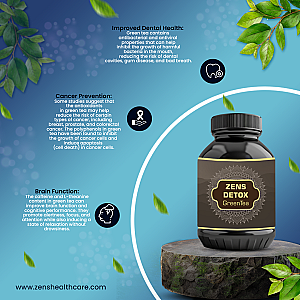 Improved Dental Health:
Green tea contains
antibacterial and antiviral
properties that can help
inhibit the growth of harmful
bacteria in the mouth,
reducing the risk of dental
cavities, gum disease, and bad breath.
Cancer Prevention:
Some studies suggest that
the antioxidants
in green tea may help
reduce the risk of certain
types of cancer, including
breast, prostate, and colorectal
cancer. The polyphenols in green
tea have been found to inhibit
the growth of cancer cells and
induce apoptosis
(cell death) in cancer cells.
Brain Function:
The caffeine and L-theanine
content in green tea can
improve brain function and
cognitive performance. They
promote alertness, focus, and
attention while also inducing a
state of relaxation without
drowsiness.
ZENS
DETOX
GreenTea
www.zenshealthcare.com